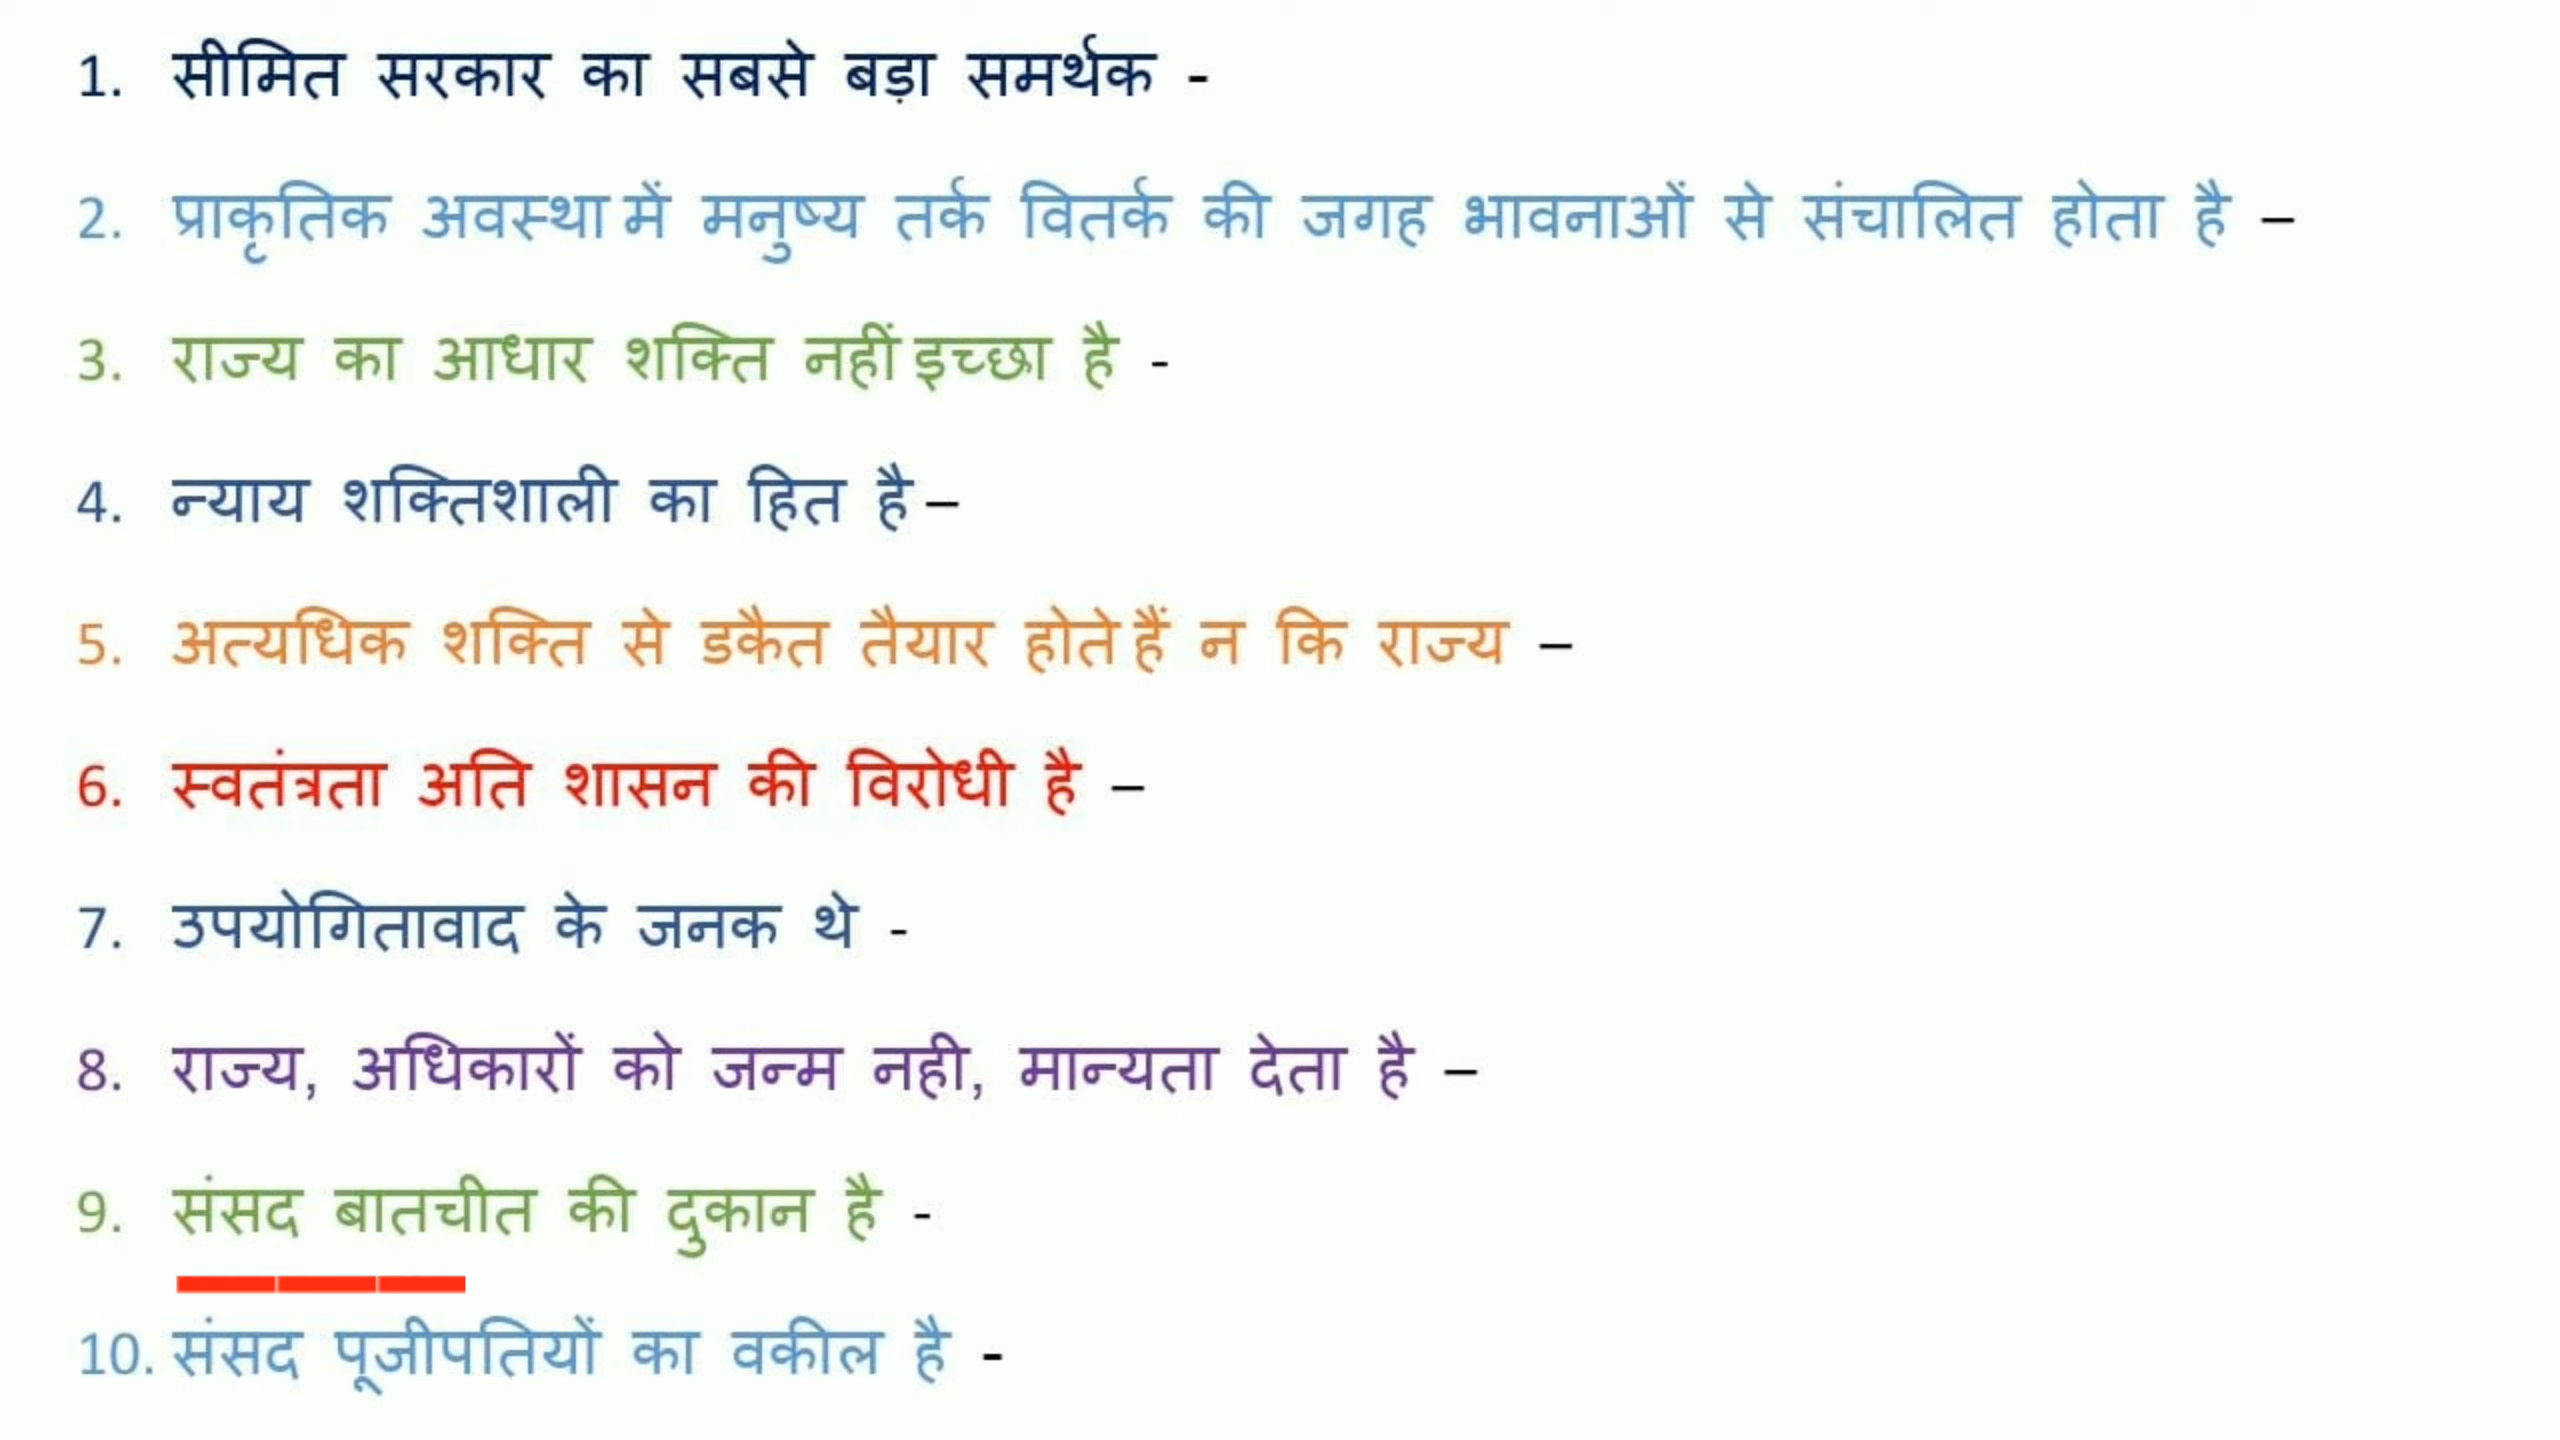 1. सीमित सरकार का सबसे बड़ा समर्थक -
2. प्राकृतिक अवस्था में मनुष्य तर्क वितर्क की जगह भावनाओं से संचालित होता है –
3. राज्य का आधार शक्ति नहीं इच्छा है -
4. न्याय शक्तिशाली का हित है –
5. अत्यधिक शक्ति से डकैत तैयार होते हैं न कि राज्य –
6. स्वतंत्रता अति शासन की विरोधी है –
7. उपयोगितावाद के जनक थे -
8. राज्य, अधिकारों को जन्म नही, मान्यता देता है –
9. संसद बातचीत की दुकान है -
10. संसद पूजीपतियों का वकील है -